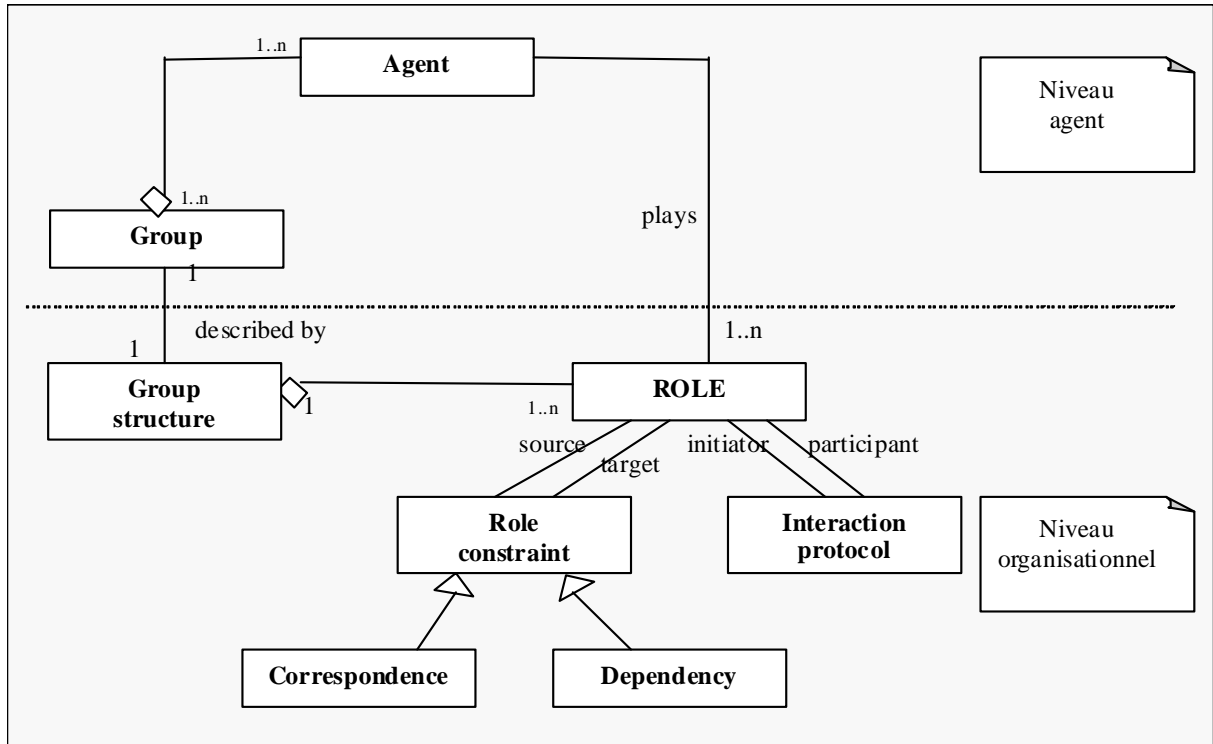 1..n
Agent
Niveau
agent
1..n
Group
plays
1
described by
1
1..n
Group
structure
1
1..n
ROLE
source
target
initiator
participant
Role
constraint
Interaction
protocol
Niveau
organisationnel
Correspondence
Dependency